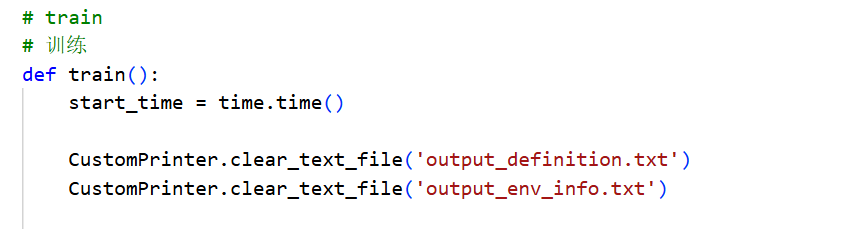 # train
# 训练
def train():
    start_time = time.time()
    CustomPrinter.clear_text_file('output_definition.txt')
    CustomPrinter.clear_text_file('output_env_info.txt')